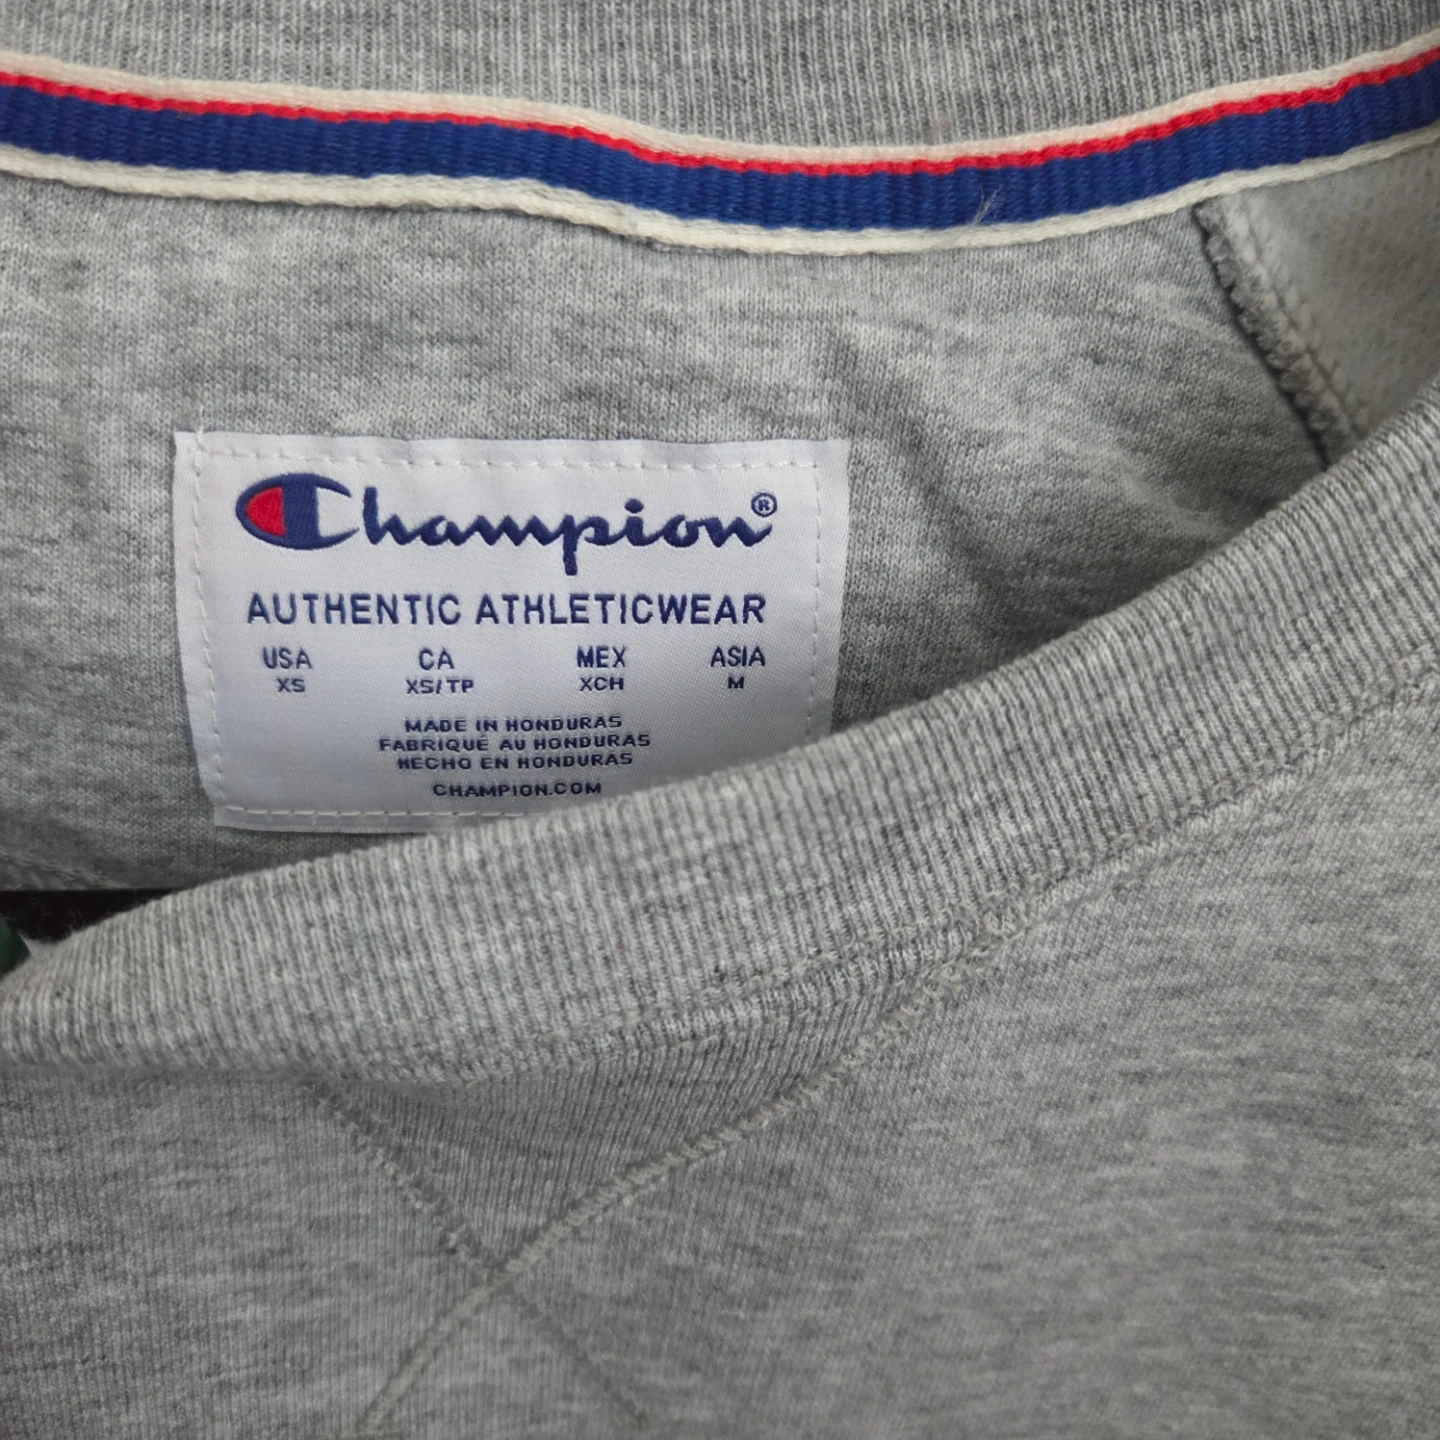 Champion®
AUTHENTIC ATHLETICWEAR
USA CA MEX ASIA
XS XS/TP XCH M
MADE IN HONDURAS
FABRIQUÉ AU HONDURAS
HECHO EN HONDURAS
CHAMPION.COM